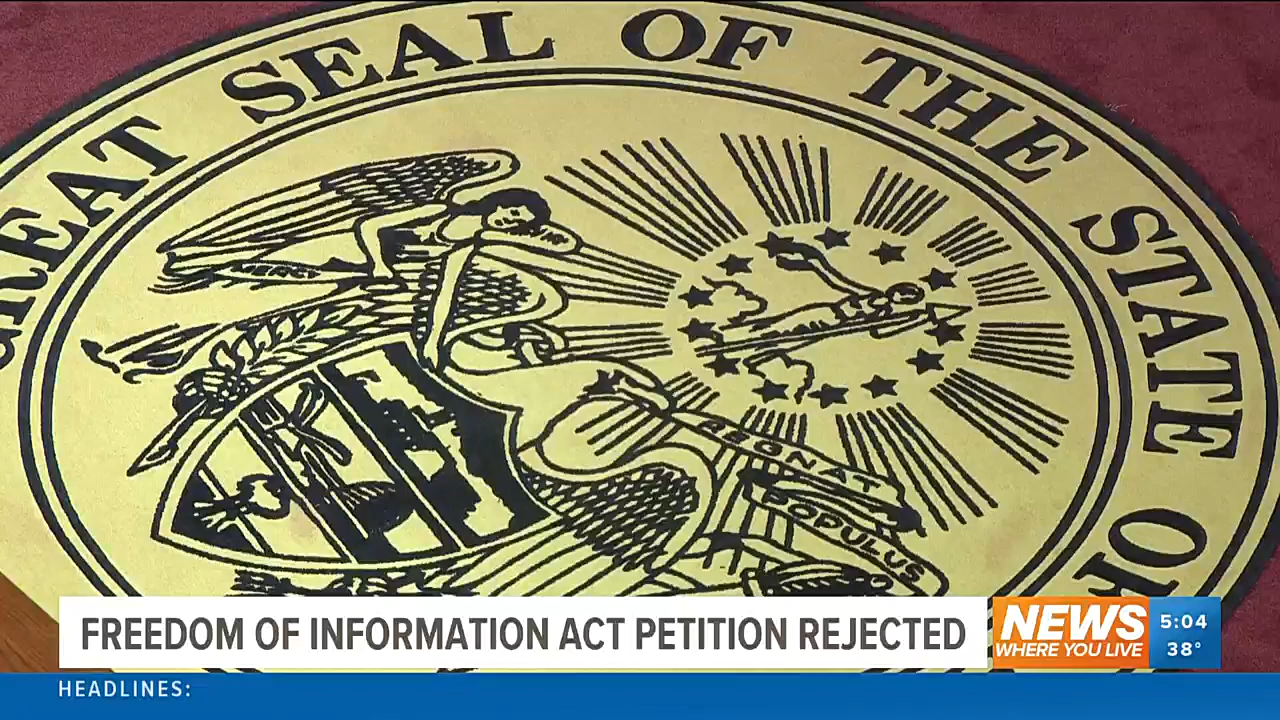 GREAT SEAL OF THE STATE OF
MERCY
REGNAT
POPULUS
FREEDOM OF INFORMATION ACT PETITION REJECTED
NEWS
WHERE YOU LIVE
5:04
38°
HEADLINES: